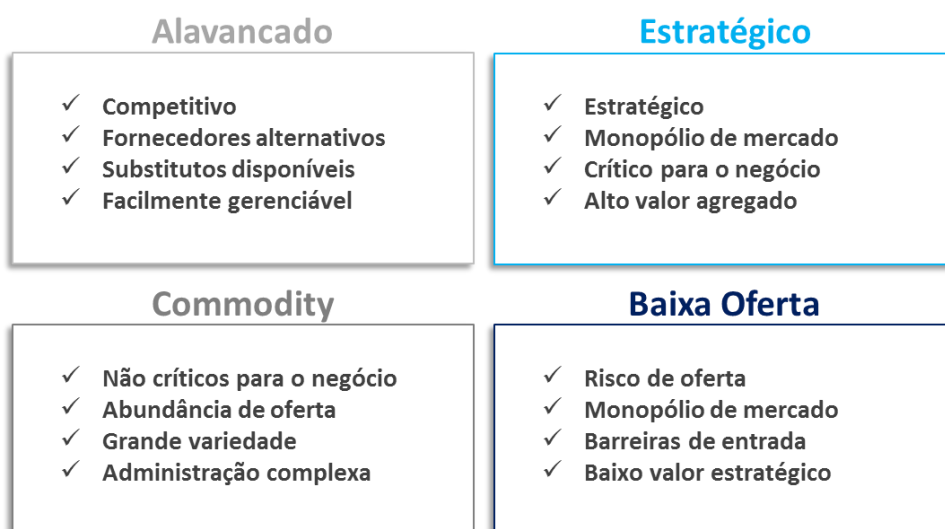 Alavancado
✓ Competitivo
✓ Fornecedores alternativos
✓ Substitutos disponíveis
✓ Facilmente gerenciável
Estratégico
✓ Estratégico
✓ Monopólio de mercado
✓ Crítico para o negócio
✓ Alto valor agregado
Commodity
✓ Não críticos para o negócio
✓ Abundância de oferta
✓ Grande variedade
✓ Administração complexa
Baixa Oferta
✓ Risco de oferta
✓ Monopólio de mercado
✓ Barreiras de entrada
✓ Baixo valor estratégico